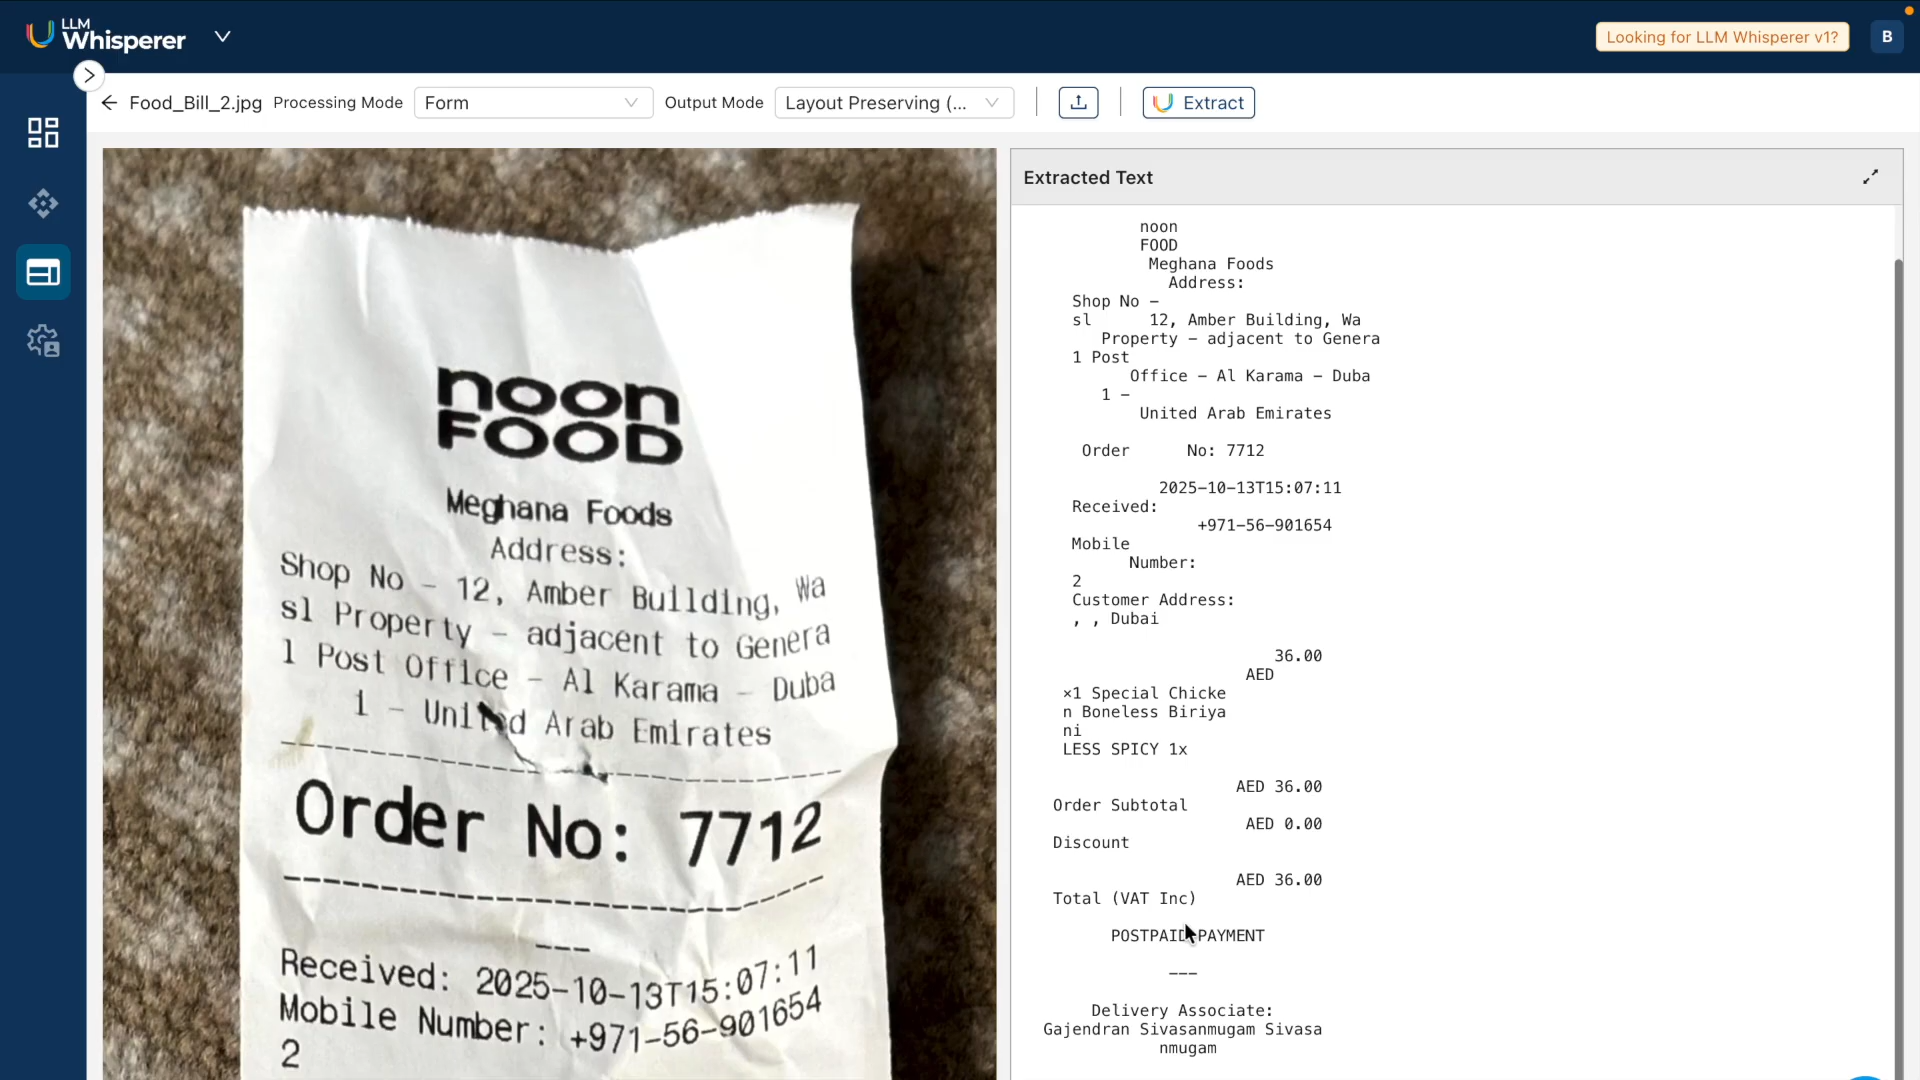 LLM
Whisperer
Looking for LLM Whisperer v1?
B
Food_Bill_2.jpg Processing Mode Form Output Mode Layout Preserving (... Extract
noon
FOOD
Meghana Foods
Address:
Shop No - 12, Amber Building, Wa
sl Property - adjacent to Genera
l Post Office - Al Karama - Duba
i - United Arab Emirates
Order No: 7712
---
Received: 2025-10-13T15:07:11
Mobile Number: +971-56-901654
2
Extracted Text
noon
FOOD
Meghana Foods
Address:
Shop No -
sl 12, Amber Building, Wa
Property - adjacent to Genera
1 Post
Office - Al Karama - Duba
1 -
United Arab Emirates
Order No: 7712
2025-10-13T15:07:11
Received:
+971-56-901654
Mobile
Number:
2
Customer Address:
, , Dubai
36.00
AED
×1 Special Chicke
n Boneless Biriya
ni
LESS SPICY 1x
AED 36.00
Order Subtotal
AED 0.00
Discount
AED 36.00
Total (VAT Inc)
POSTPAID PAYMENT
---
Delivery Associate:
Gajendran Sivasanmugam Sivasa
nmugam